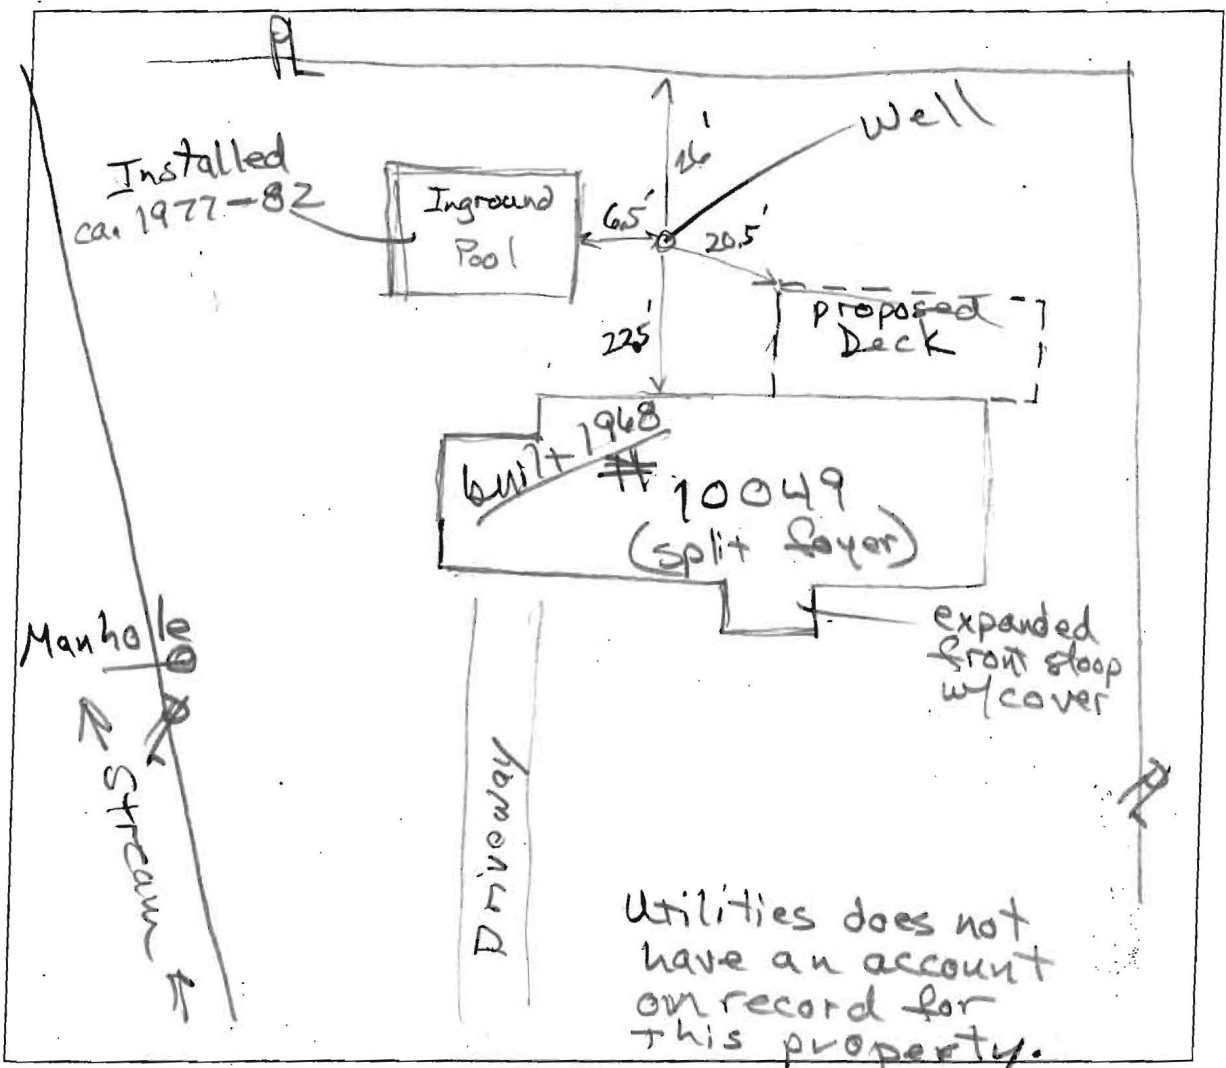 PL
Well
26'
Installed
ca. 1977-82
Inground
Pool
6.5'
20.5'
proposed
Deck
22.5'
built 1968
# 10049
(split foyer)
expanded
front stoop
w/cover
Manhole
Stream
Driveway
PL
PL
Utilities does not
have an account
on record for
This property.